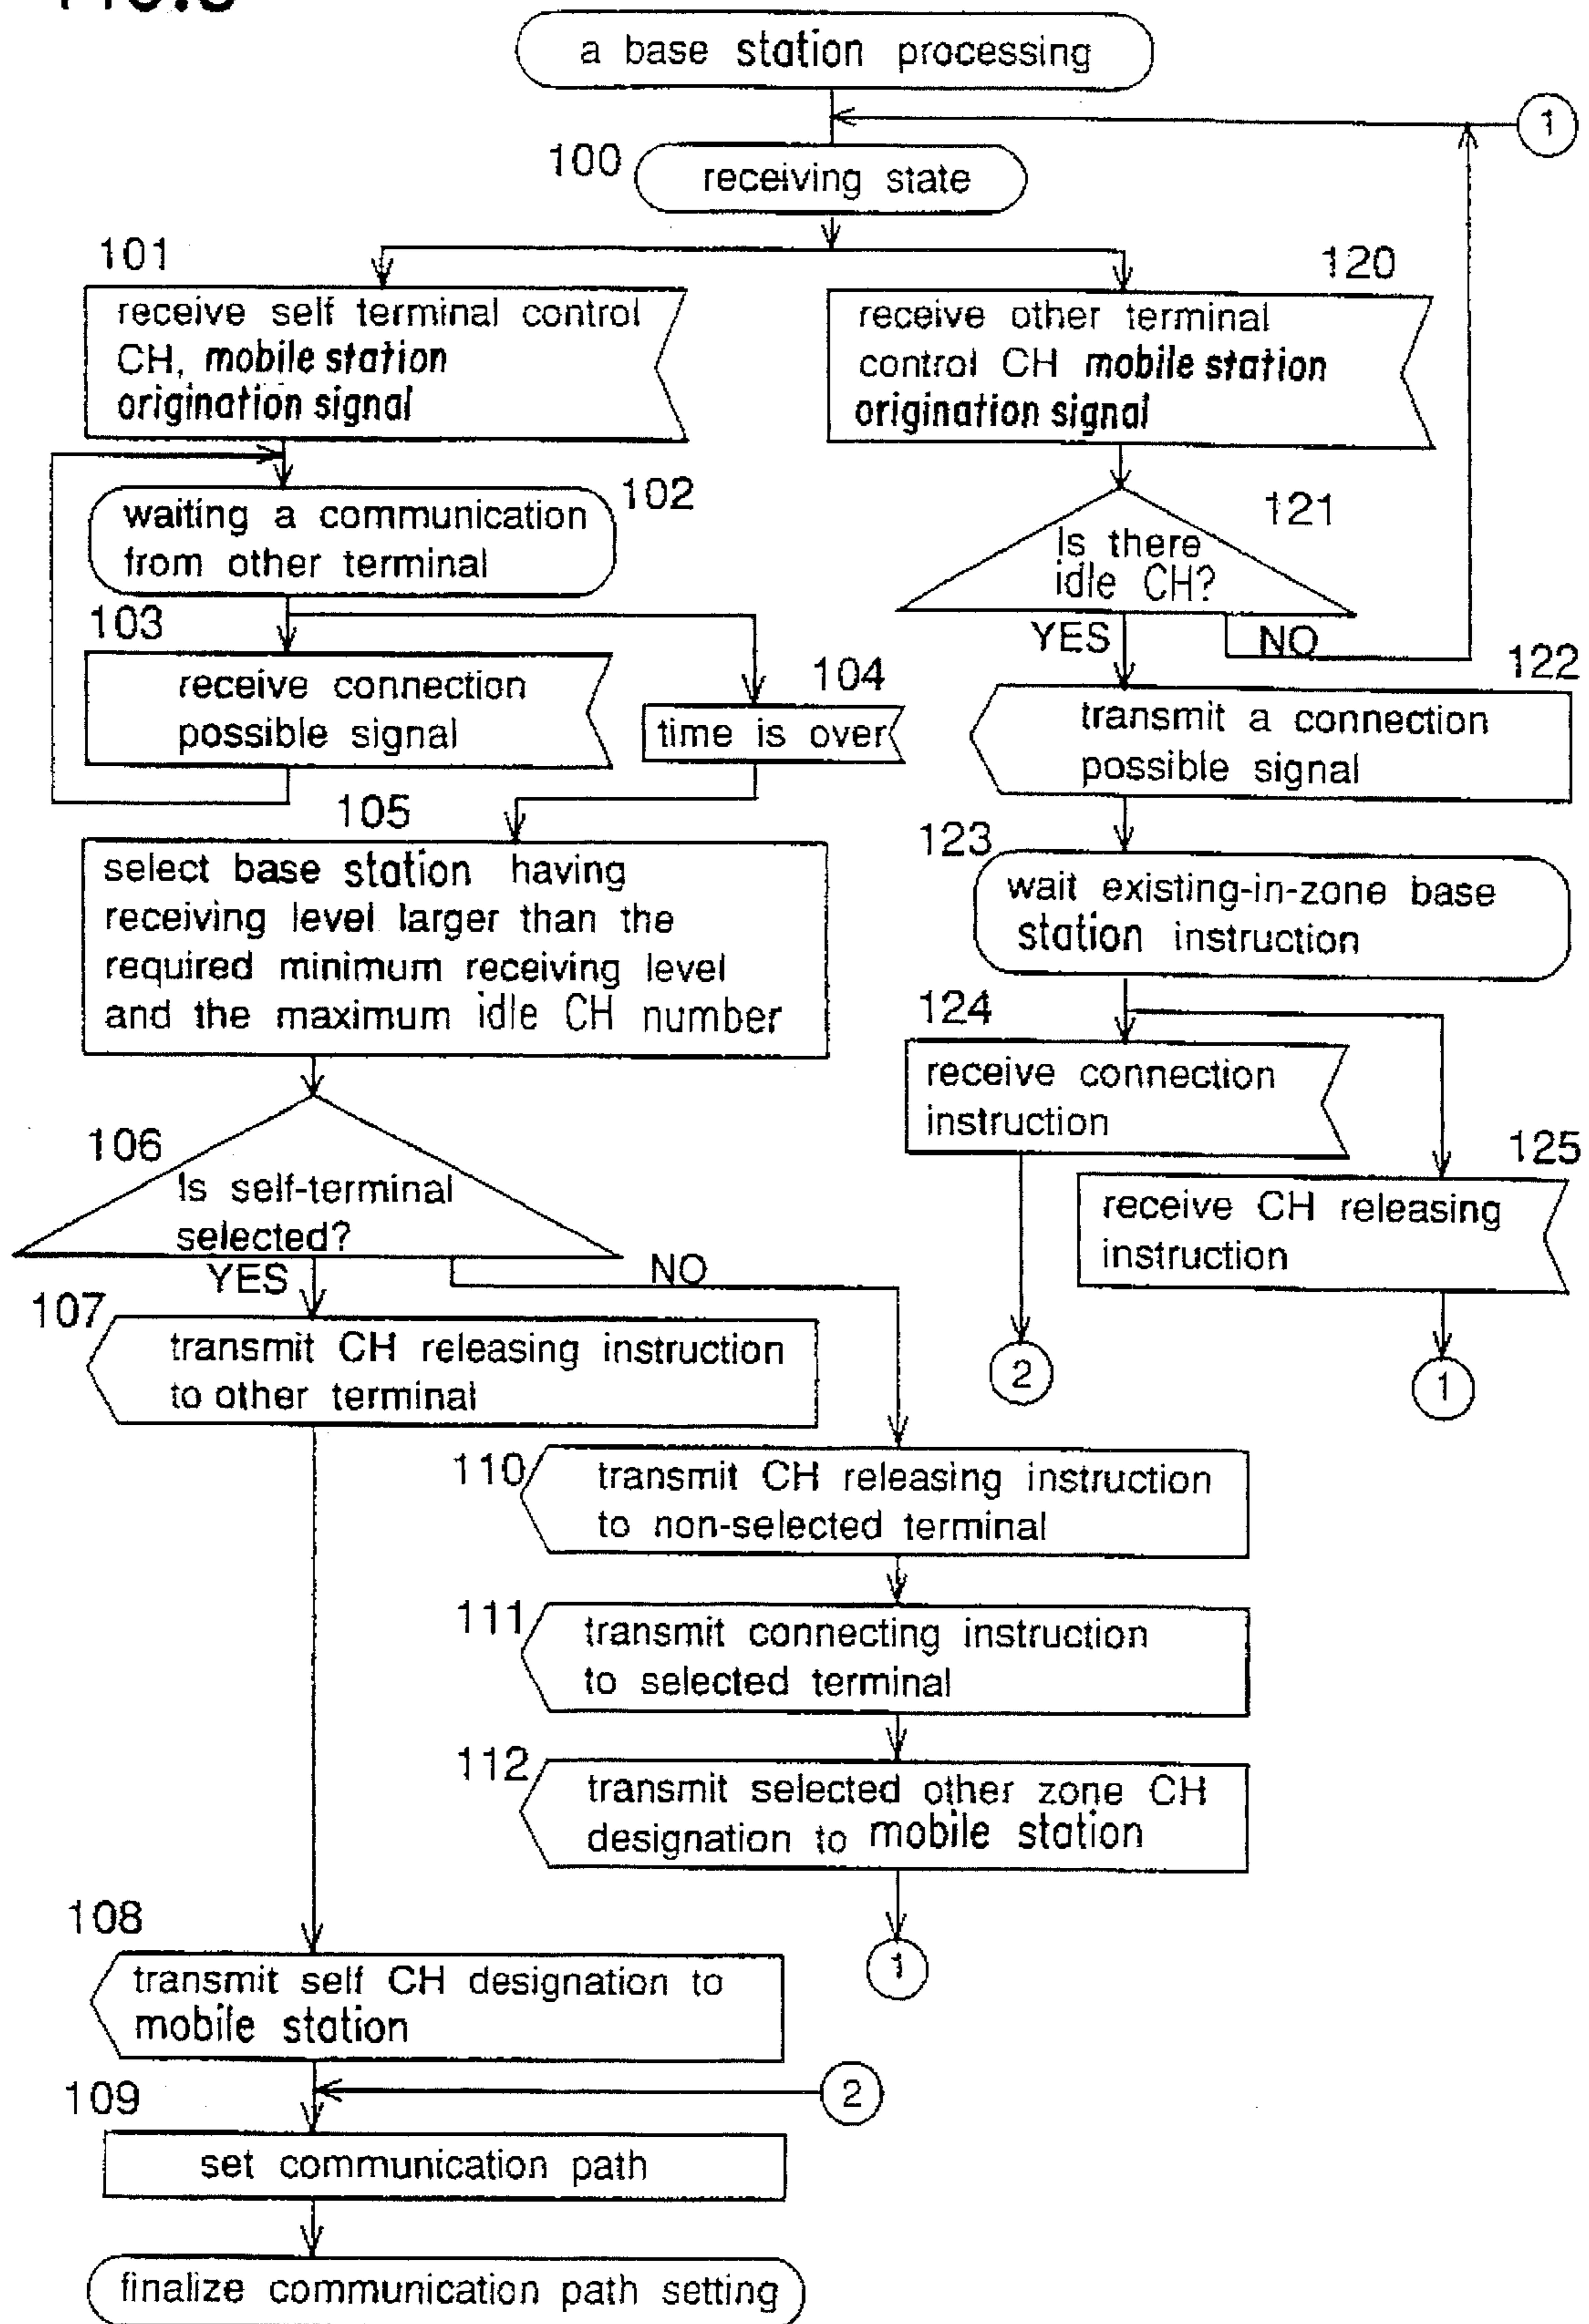 a base station processing
1
100
receiving state
101
receive self terminal control
CH, mobile station
origination signal
120
receive other terminal
control CH mobile station
origination signal
102
waiting a communication
from other terminal
121
Is there
idle CH?
YES
NO
103
receive connection
possible signal
104
time is over
122
transmit a connection
possible signal
105
select base station having
receiving level larger than the
required minimum receiving level
and the maximum idle CH number
123
wait existing-in-zone base
station instruction
124
receive connection
instruction
125
receive CH releasing
instruction
2
1
106
Is self-terminal
selected?
YES
NO
107
transmit CH releasing instruction
to other terminal
110
transmit CH releasing instruction
to non-selected terminal
111
transmit connecting instruction
to selected terminal
112
transmit selected other zone CH
designation to mobile station
1
108
transmit self CH designation to
mobile station
2
109
set communication path
finalize communication path setting